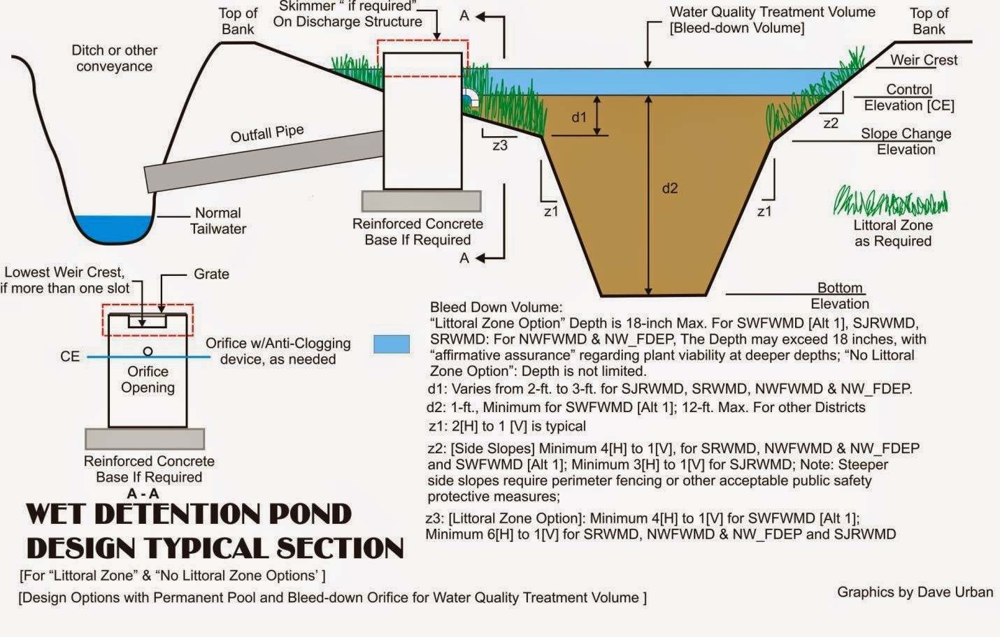 Skimmer “ if required”
On Discharge Structure
Top of
Bank
Ditch or other
conveyance
A
Water Quality Treatment Volume
[Bleed-down Volume]
Top of
Bank
Weir Crest
Control
Elevation [CE]
d1
z2
Outfall Pipe
z3
Slope Change
Elevation
d2
z1
z1
Normal
Tailwater
Reinforced Concrete
Base If Required
Littoral Zone
as Required
A
Lowest Weir Crest,
if more than one slot
Grate
Bottom
Elevation
CE
Orifice w/Anti-Clogging
device, as needed
Orifice
Opening
Reinforced Concrete
Base If Required
A - A
Bleed Down Volume:
“Littoral Zone Option” Depth is 18-inch Max. For SWFWMD [Alt 1], SJRWMD,
SRWMD: For NWFWMD & NW_FDEP, The Depth may exceed 18 inches, with
“affirmative assurance” regarding plant viability at deeper depths; “No Littoral
Zone Option”: Depth is not limited.
d1: Varies from 2-ft. to 3-ft. for SJRWMD, SRWMD, NWFWMD & NW_FDEP.
d2: 1-ft., Minimum for SWFWMD [Alt 1]; 12-ft. Max. For other Districts
z1: 2[H] to 1 [V] is typical
z2: [Side Slopes] Minimum 4[H] to 1[V], for SRWMD, NWFWMD & NW_FDEP
and SWFWMD [Alt 1]; Minimum 3[H] to 1[V] for SJRWMD; Note: Steeper
side slopes require perimeter fencing or other acceptable public safety
protective measures;
z3: [Littoral Zone Option]: Minimum 4[H] to 1[V] for SWFWMD [Alt 1];
Minimum 6[H] to 1[V] for SRWMD, NWFWMD & NW_FDEP and SJRWMD
WET DETENTION POND
DESIGN TYPICAL SECTION
[For “Littoral Zone” & “No Littoral Zone Options’ ]
[Design Options with Permanent Pool and Bleed-down Orifice for Water Quality Treatment Volume ]
Graphics by Dave Urban